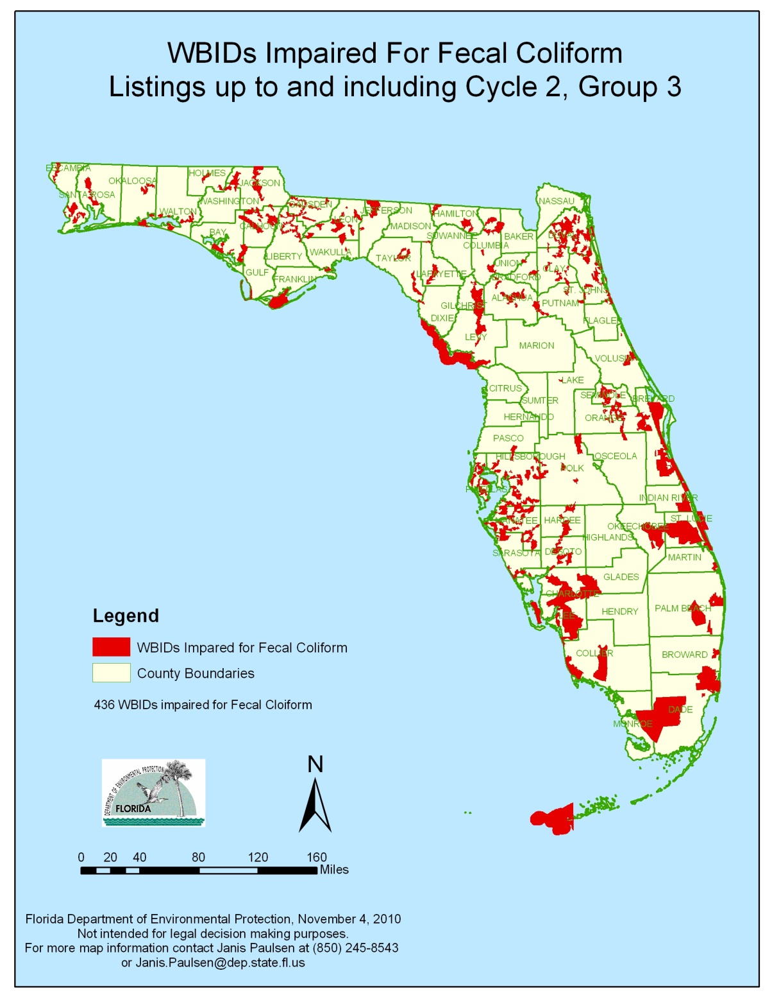 WBIDs Impaired For Fecal Coliform
Listings up to and including Cycle 2, Group 3
ESCAMBIA
SANTA ROSA
OKALOOSA
WALTON
HOLMES
WASHINGTON
JACKSON
BAY
CALHOUN
GULF
GADSDEN
LIBERTY
FRANKLIN
LEON
WAKULLA
JEFFERSON
MADISON
TAYLOR
HAMILTON
SUWANNEE
LAFAYETTE
DIXIE
COLUMBIA
GILCHRIST
LEVY
BAKER
UNION
BRADFORD
ALACHUA
NASSAU
DUVAL
CLAY
ST. JOHNS
PUTNAM
FLAGLER
MARION
VOLUSIA
CITRUS
SUMTER
LAKE
HERNANDO
PASCO
SEMINOLE
ORANGE
BREVARD
HILLSBOROUGH
PINELLAS
POLK
OSCEOLA
INDIAN RIVER
MANATEE
HARDEE
HIGHLANDS
OKEECHOBEE
ST. LUCIE
SARASOTA
DESOTO
MARTIN
GLADES
CHARLOTTE
LEE
HENDRY
PALM BEACH
COLLIER
BROWARD
DADE
MONROE
Legend
WBIDs Impared for Fecal Coliform
County Boundaries
436 WBIDs impaired for Fecal Cloiform
DEPARTMENT OF ENVIRONMENTAL PROTECTION
FLORIDA
N
0 20 40 80 120 160
Miles
Florida Department of Environmental Protection, November 4, 2010
Not intended for legal decision making purposes.
For more map information contact Janis Paulsen at (850) 245-8543
or Janis.Paulsen@dep.state.fl.us